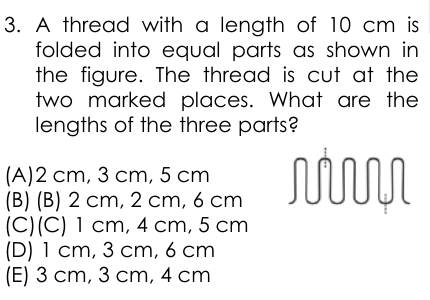 3. A thread with a length of 10 cm is
folded into equal parts as shown in
the figure. The thread is cut at the
two marked places. What are the
lengths of the three parts?
(A)2 cm, 3 cm, 5 cm
(B) (B) 2 cm, 2 cm, 6 cm
(C)(C) 1 cm, 4 cm, 5 cm
(D) 1 cm, 3 cm, 6 cm
(E) 3 cm, 3 cm, 4 cm